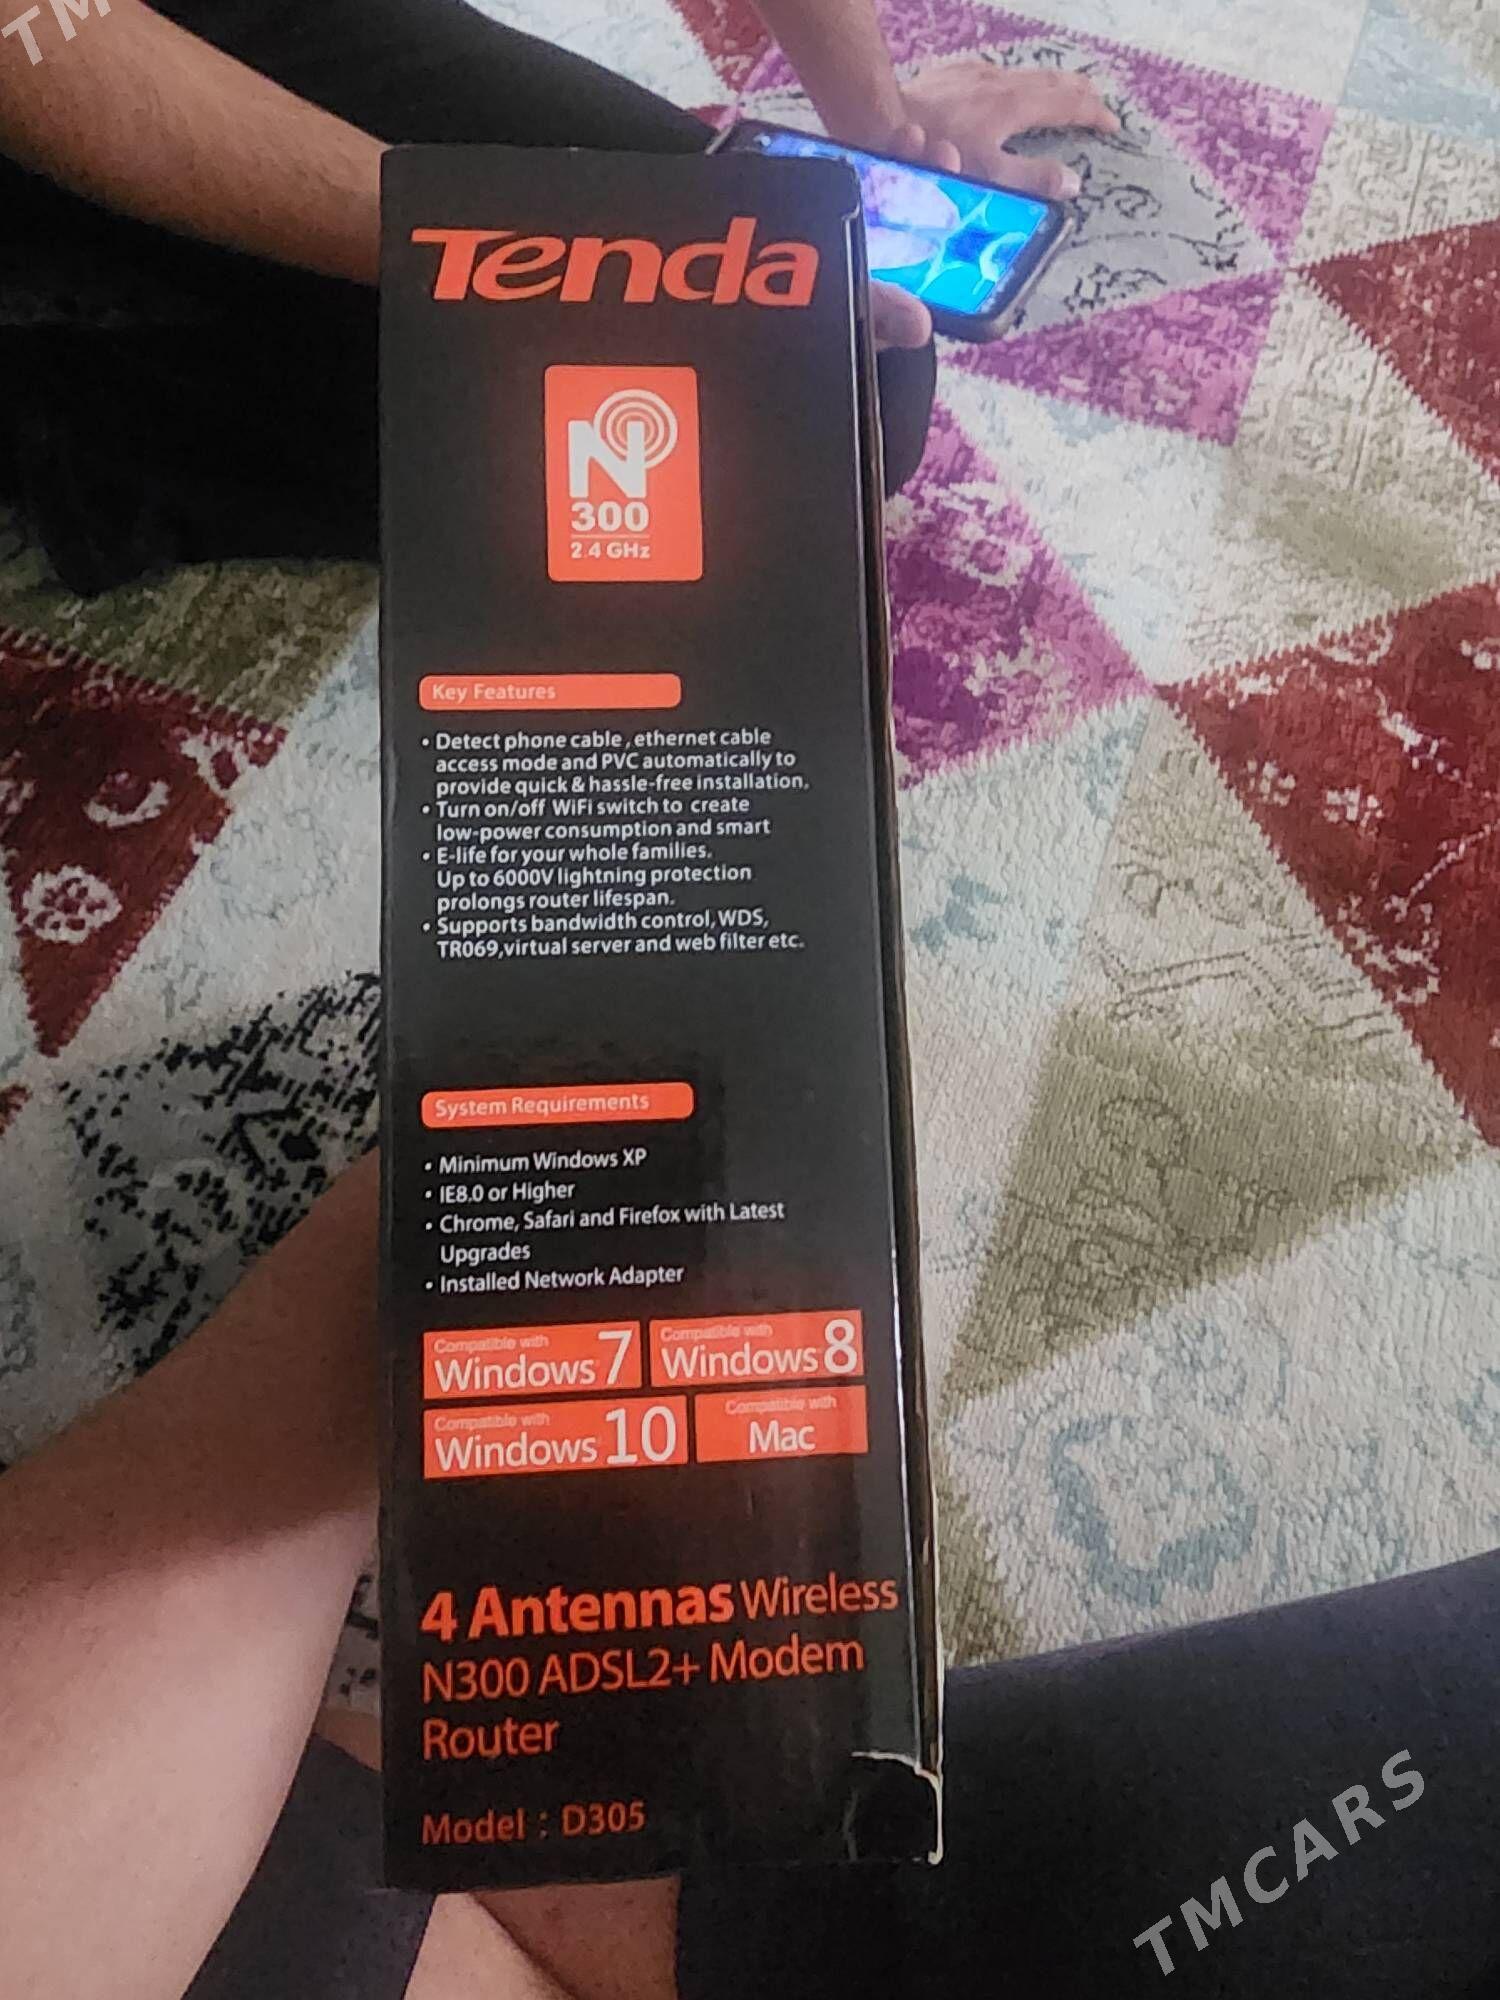 TM
Tenda
N
300
2.4 GHz
Key Features
• Detect phone cable, ethernet cable
access mode and PVC automatically to
provide quick & hassle-free installation.
• Turn on/off WiFi switch to create
low-power consumption and smart
• E-life for your whole families.
Up to 6000V lightning protection
prolongs router lifespan.
• Supports bandwidth control, WDS,
TR069,virtual server and web filter etc.
System Requirements
• Minimum Windows XP
• IE8.0 or Higher
• Chrome, Safari and Firefox with Latest
Upgrades
• Installed Network Adapter
Compatible with
Windows 7
Compatible with
Windows 8
Compatible with
Windows 10
Compatible with
Mac
4 Antennas Wireless
N300 ADSL2+ Modem
Router
Model : D305
TMCARS